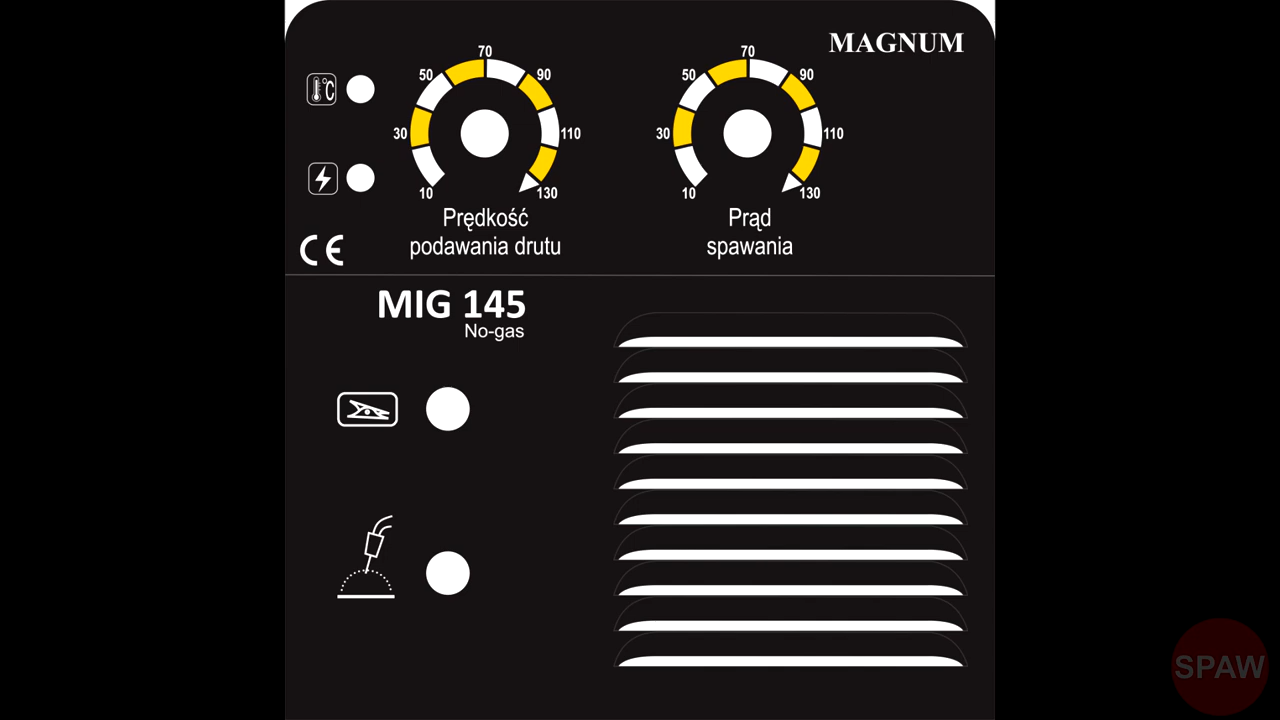 MAGNUM
°C
70
50
90
30
110
10
130
Prędkość
podawania drutu
70
50
90
30
110
10
130
Prąd
spawania
CE
MIG 145
No-gas
SPAW